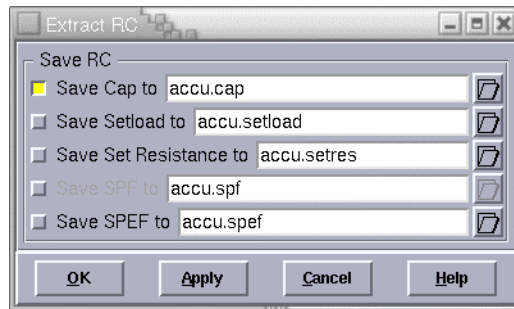 Extract RC
Save RC
Save Cap to accu.cap
Save Setload to accu.setload
Save Set Resistance to accu.setres
Save SPF to accu.spf
Save SPEF to accu.spef
OK Apply Cancel Help